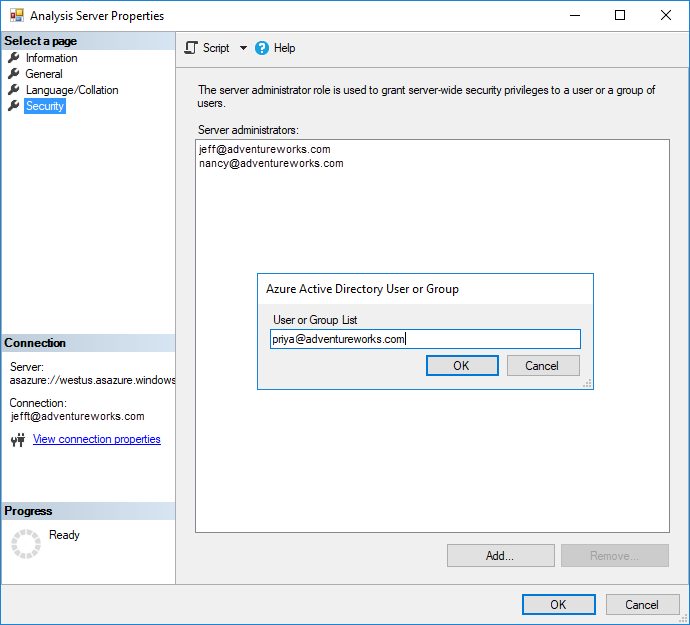 Analysis Server Properties
Select a page
Information
General
Language/Collation
Security
Script
Help
The server administrator role is used to grant server-wide security privileges to a user or a group of
users.
Server administrators:
jeff@adventureworks.com
nancy@adventureworks.com
Azure Active Directory User or Group
User or Group List
priya@adventureworks.com
OK
Cancel
Connection
Server:
asazure://westus.asazure.windows
Connection:
jefft@adventureworks.com
View connection properties
Progress
Ready
Add...
Remove...
OK
Cancel